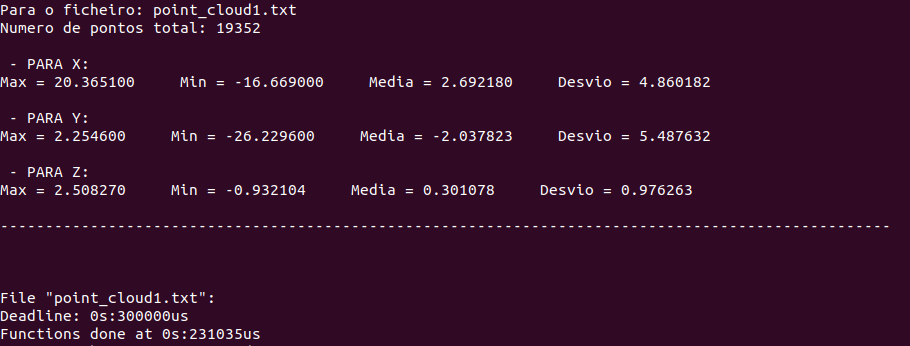 Para o ficheiro: point_cloud1.txt
Numero de pontos total: 19352
- PARA X:
Max = 20.365100 Min = -16.669000 Media = 2.692180 Desvio = 4.860182
- PARA Y:
Max = 2.254600 Min = -26.229600 Media = -2.037823 Desvio = 5.487632
- PARA Z:
Max = 2.508270 Min = -0.932104 Media = 0.301078 Desvio = 0.976263
---------------------------------------------------------------------------------------------------
File "point_cloud1.txt":
Deadline: 0s:300000us
Functions done at 0s:231035us